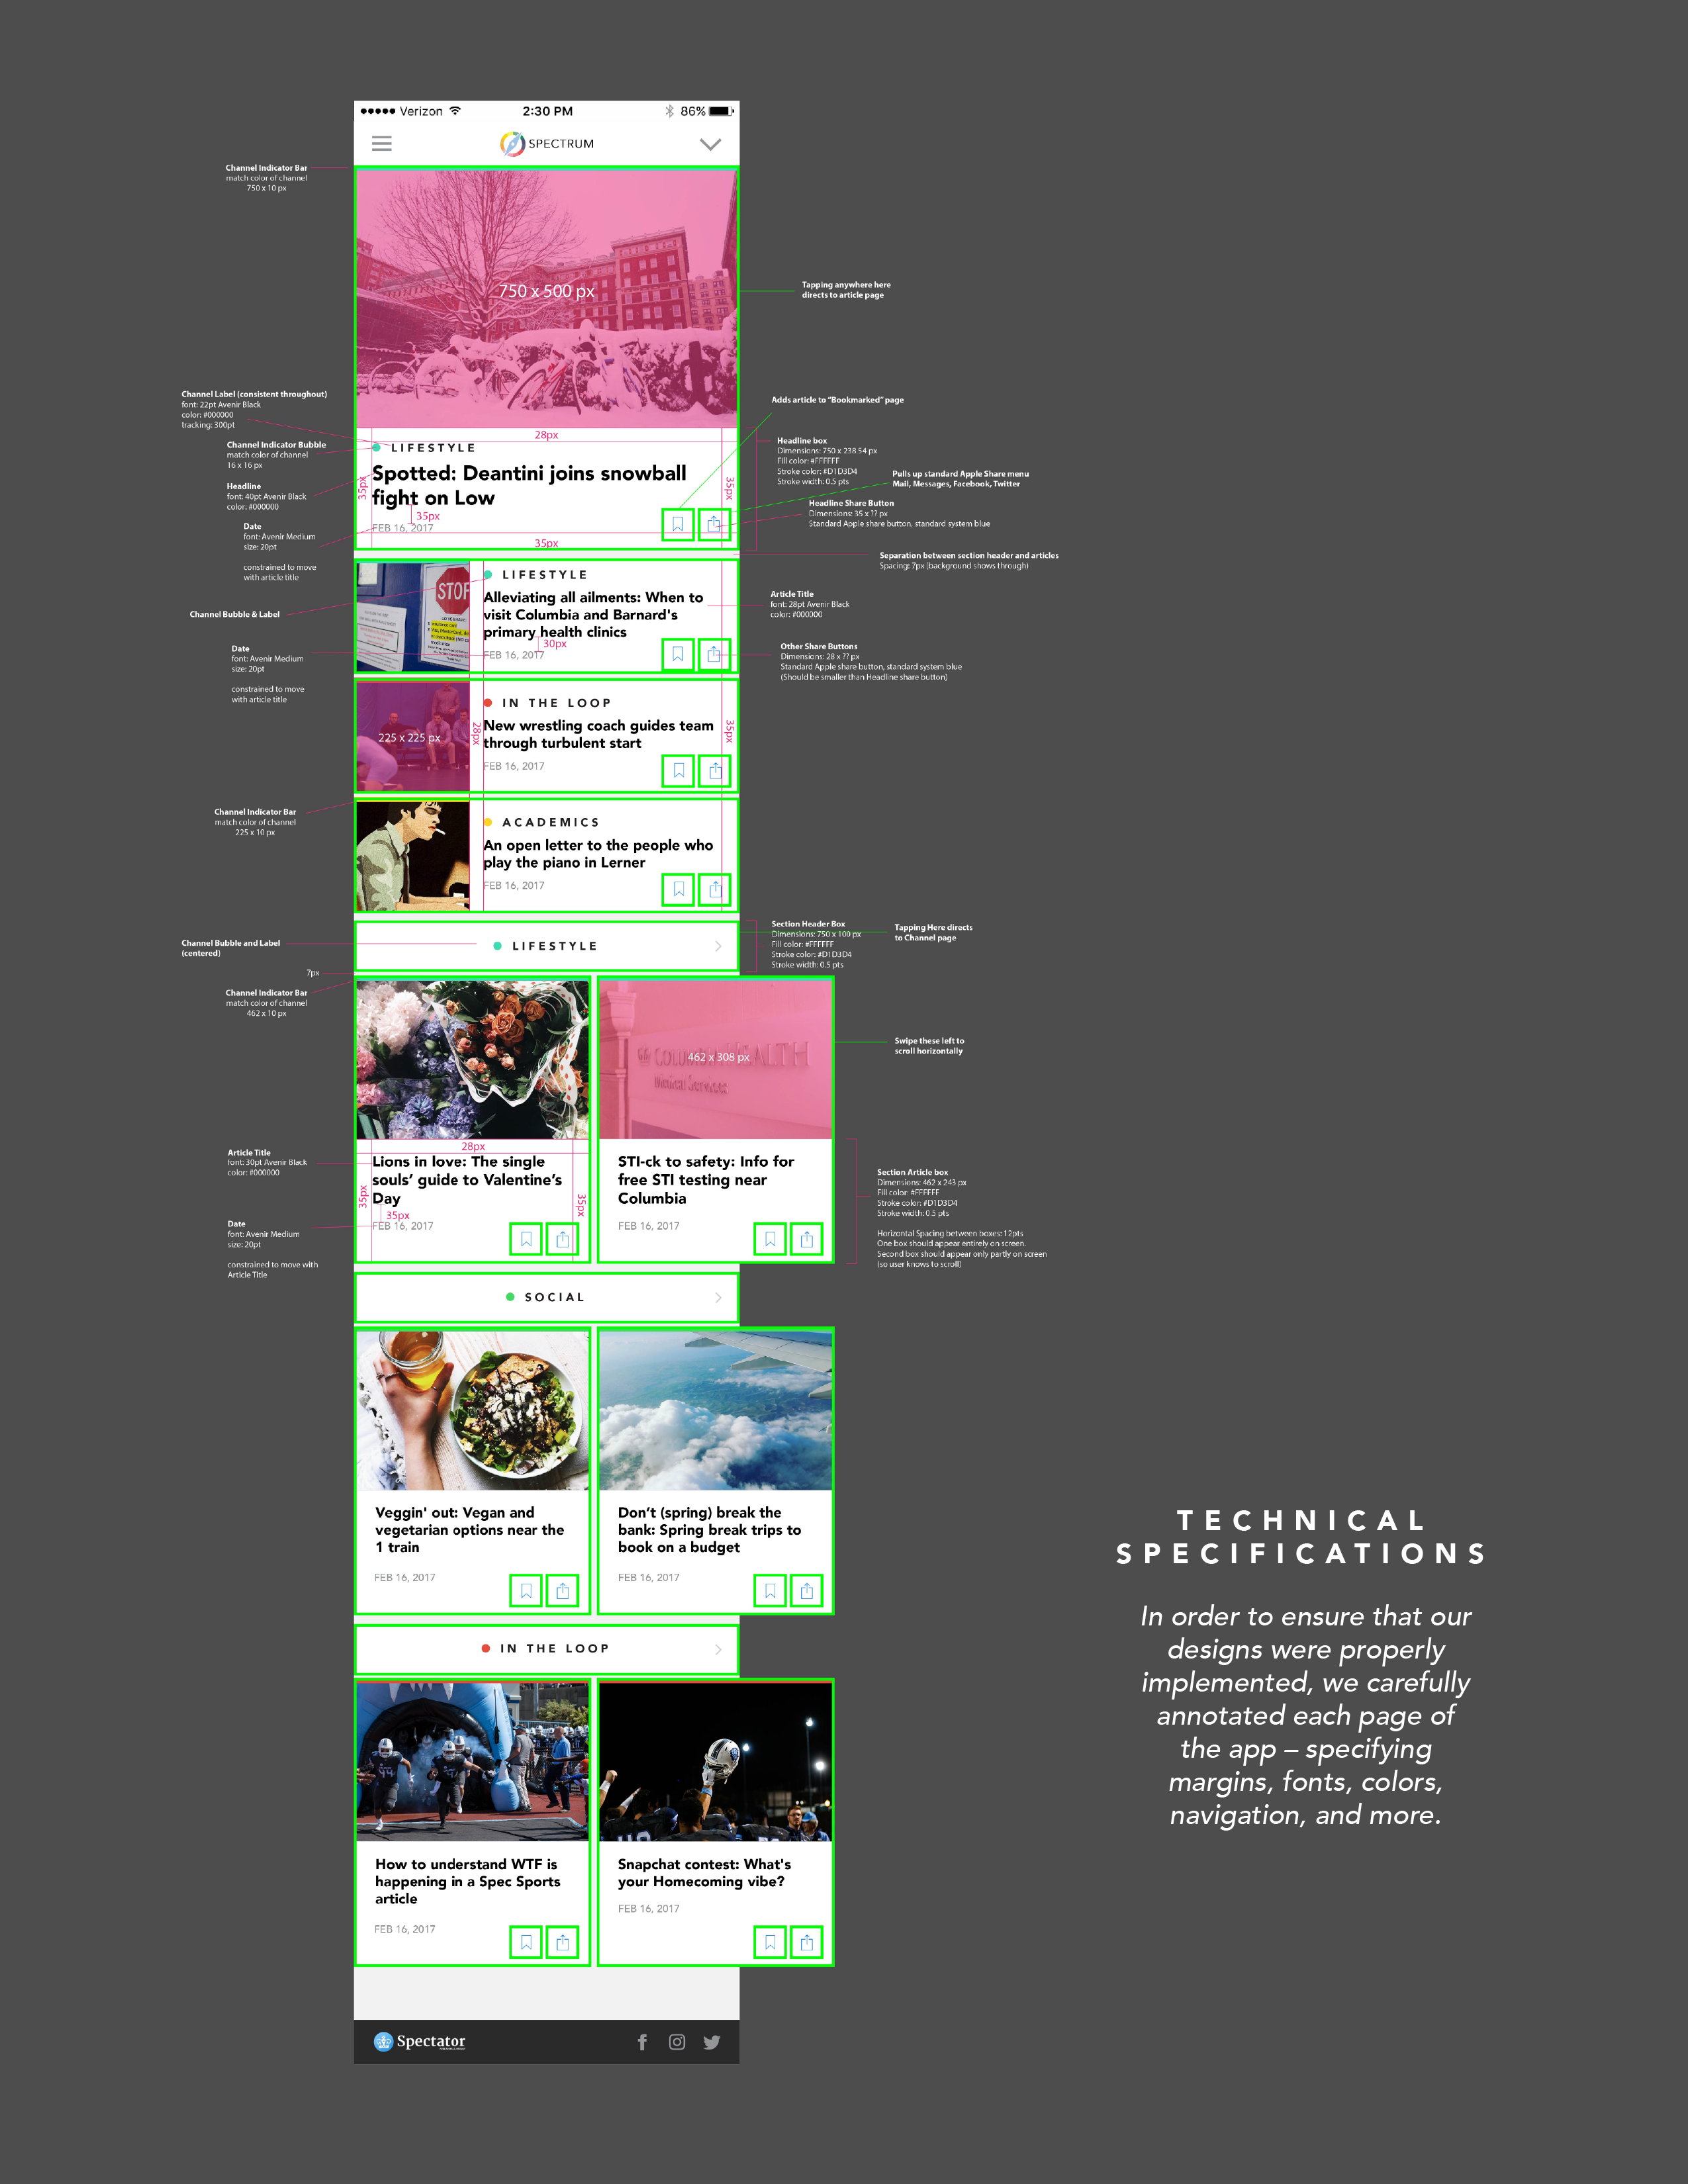 Verizon
2:30 PM
86%
SPECTRUM
Channel Indicator Bar
match color of channel
750 x 10 px
750 x 500 px
Tapping anywhere here
directs to article page
Channel Label (consistent throughout)
font: 22pt Avenir Black
color: #000000
tracking: 300pt
Channel Indicator Bubble
match color of channel
16 x 16 px
Headline
font: 40pt Avenir Black
color: #000000
Date
font: Avenir Medium
size: 20pt
constrained to move
with article title
28px
LIFESTYLE
Spotted: Deantini joins snowball
fight on Low
35px
35px
35px
FEB 16, 2017
35px
Adds article to "Bookmarked" page
Headline box
Dimensions: 750 x 238.54 px
Fill color: #FFFFFF
Stroke color: #D1D3D4
Stroke width: 0.5 pts
Pulls up standard Apple Share menu
Mail, Messages, Facebook, Twitter
Headline Share Button
Dimensions: 35 x ?? px
Standard Apple share button, standard system blue
Separation between section header and articles
Spacing: 7px (background shows through)
Channel Bubble & Label
Date
font: Avenir Medium
size: 20pt
constrained to move
with article title
STOP
LIFESTYLE
Alleviating all ailments: When to
visit Columbia and Barnard's
primary health clinics
30px
FEB 16, 2017
Article Title
font: 28pt Avenir Black
color: #000000
Other Share Buttons
Dimensions: 28 x ?? px
Standard Apple share button, standard system blue
(Should be smaller than Headline share button)
225 x 225 px
28px
IN THE LOOP
New wrestling coach guides team
through turbulent start
FEB 16, 2017
35px
Channel Indicator Bar
match color of channel
225 x 10 px
ACADEMICS
An open letter to the people who
play the piano in Lerner
FEB 16, 2017
Channel Bubble and Label
(centered)
LIFESTYLE
Section Header Box
Dimensions: 750 x 100 px
Fill color: #FFFFFF
Stroke color: #D1D3D4
Stroke width: 0.5 pts
Tapping Here directs
to Channel page
7px
Channel Indicator Bar
match color of channel
462 x 10 px
COLUMBIA HEALTH
Medical Services
462 x 308 px
Swipe these left to
scroll horizontally
Article Title
font: 30pt Avenir Black
color: #000000
Date
font: Avenir Medium
size: 20pt
constrained to move with
Article Title
28px
35px
Lions in love: The single
souls’ guide to Valentine’s
Day
35px
35px
FEB 16, 2017
STI-ck to safety: Info for
free STI testing near
Columbia
FEB 16, 2017
Section Article box
Dimensions: 462 x 243 px
Fill color: #FFFFFF
Stroke color: #D1D3D4
Stroke width: 0.5 pts
Horizontal Spacing between boxes: 12pts
One box should appear entirely on screen.
Second box should appear only partly on screen
(so user knows to scroll)
SOCIAL
Veggin' out: Vegan and
vegetarian options near the
1 train
FEB 16, 2017
Don’t (spring) break the
bank: Spring break trips to
book on a budget
FEB 16, 2017
IN THE LOOP
How to understand WTF is
happening in a Spec Sports
article
FEB 16, 2017
Snapchat contest: What's
your Homecoming vibe?
FEB 16, 2017
Spectator
TECHNICAL
SPECIFICATIONS
In order to ensure that our
designs were properly
implemented, we carefully
annotated each page of
the app – specifying
margins, fonts, colors,
navigation, and more.